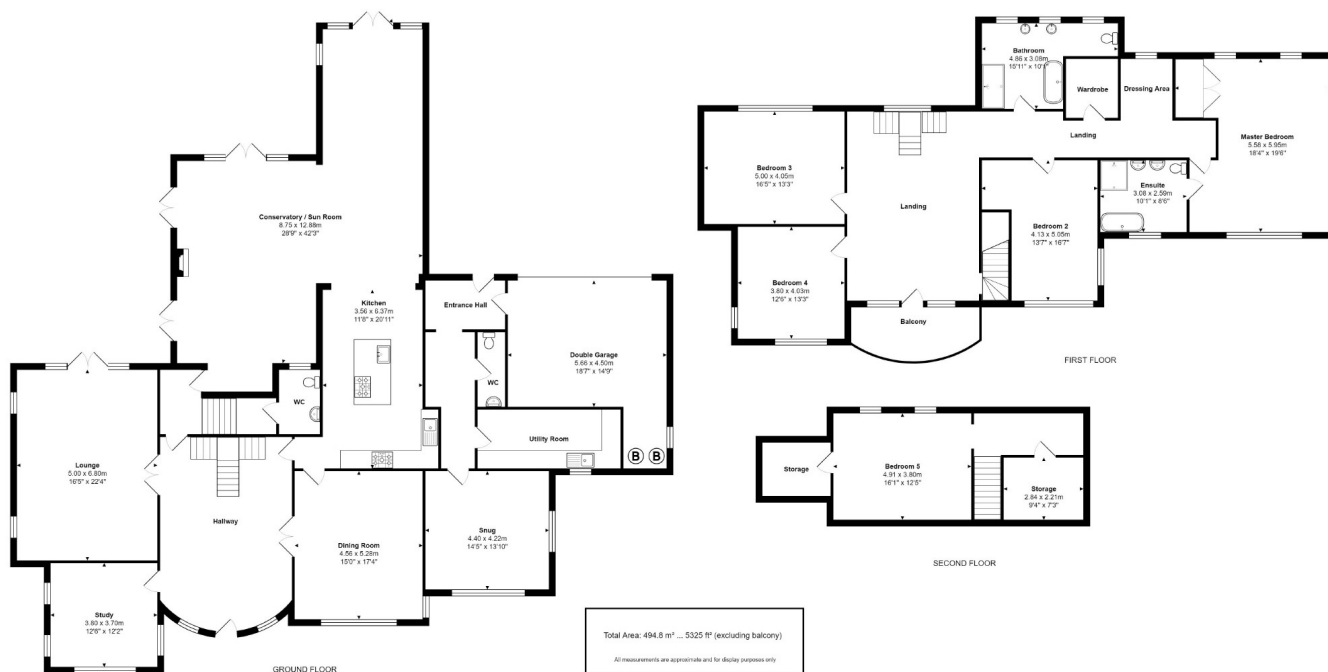 Conservatory / Sun Room
8.75 x 12.88m
28'9" x 42'3"
Kitchen
3.56 x 6.37m
11'8" x 20'11"
Entrance Hall
Double Garage
5.66 x 4.50m
18'7" x 14'9"
WC
WC
Utility Room
B B
Lounge
5.00 x 6.80m
16'5" x 22'4"
Hallway
Dining Room
4.56 x 5.28m
15'0" x 17'4"
Snug
4.40 x 4.22m
14'5" x 13'10"
Study
3.80 x 3.70m
12'6" x 12'2"
GROUND FLOOR
Bathroom
4.86 x 3.08m
15'11" x 10'1"
Wardrobe
Dressing Area
Landing
Master Bedroom
5.58 x 5.95m
18'4" x 19'6"
Bedroom 3
5.00 x 4.05m
16'5" x 13'3"
Ensuite
3.08 x 2.59m
10'1" x 8'6"
Landing
Bedroom 2
4.13 x 5.05m
13'7" x 16'7"
Bedroom 4
3.80 x 4.03m
12'6" x 13'3"
Balcony
FIRST FLOOR
Storage
Bedroom 5
4.91 x 3.80m
16'1" x 12'5"
Storage
2.84 x 2.21m
9'4" x 7'3"
SECOND FLOOR
Total Area: 494.8 m² ... 5325 ft² (excluding balcony)
All measurements are approximate and for display purposes only